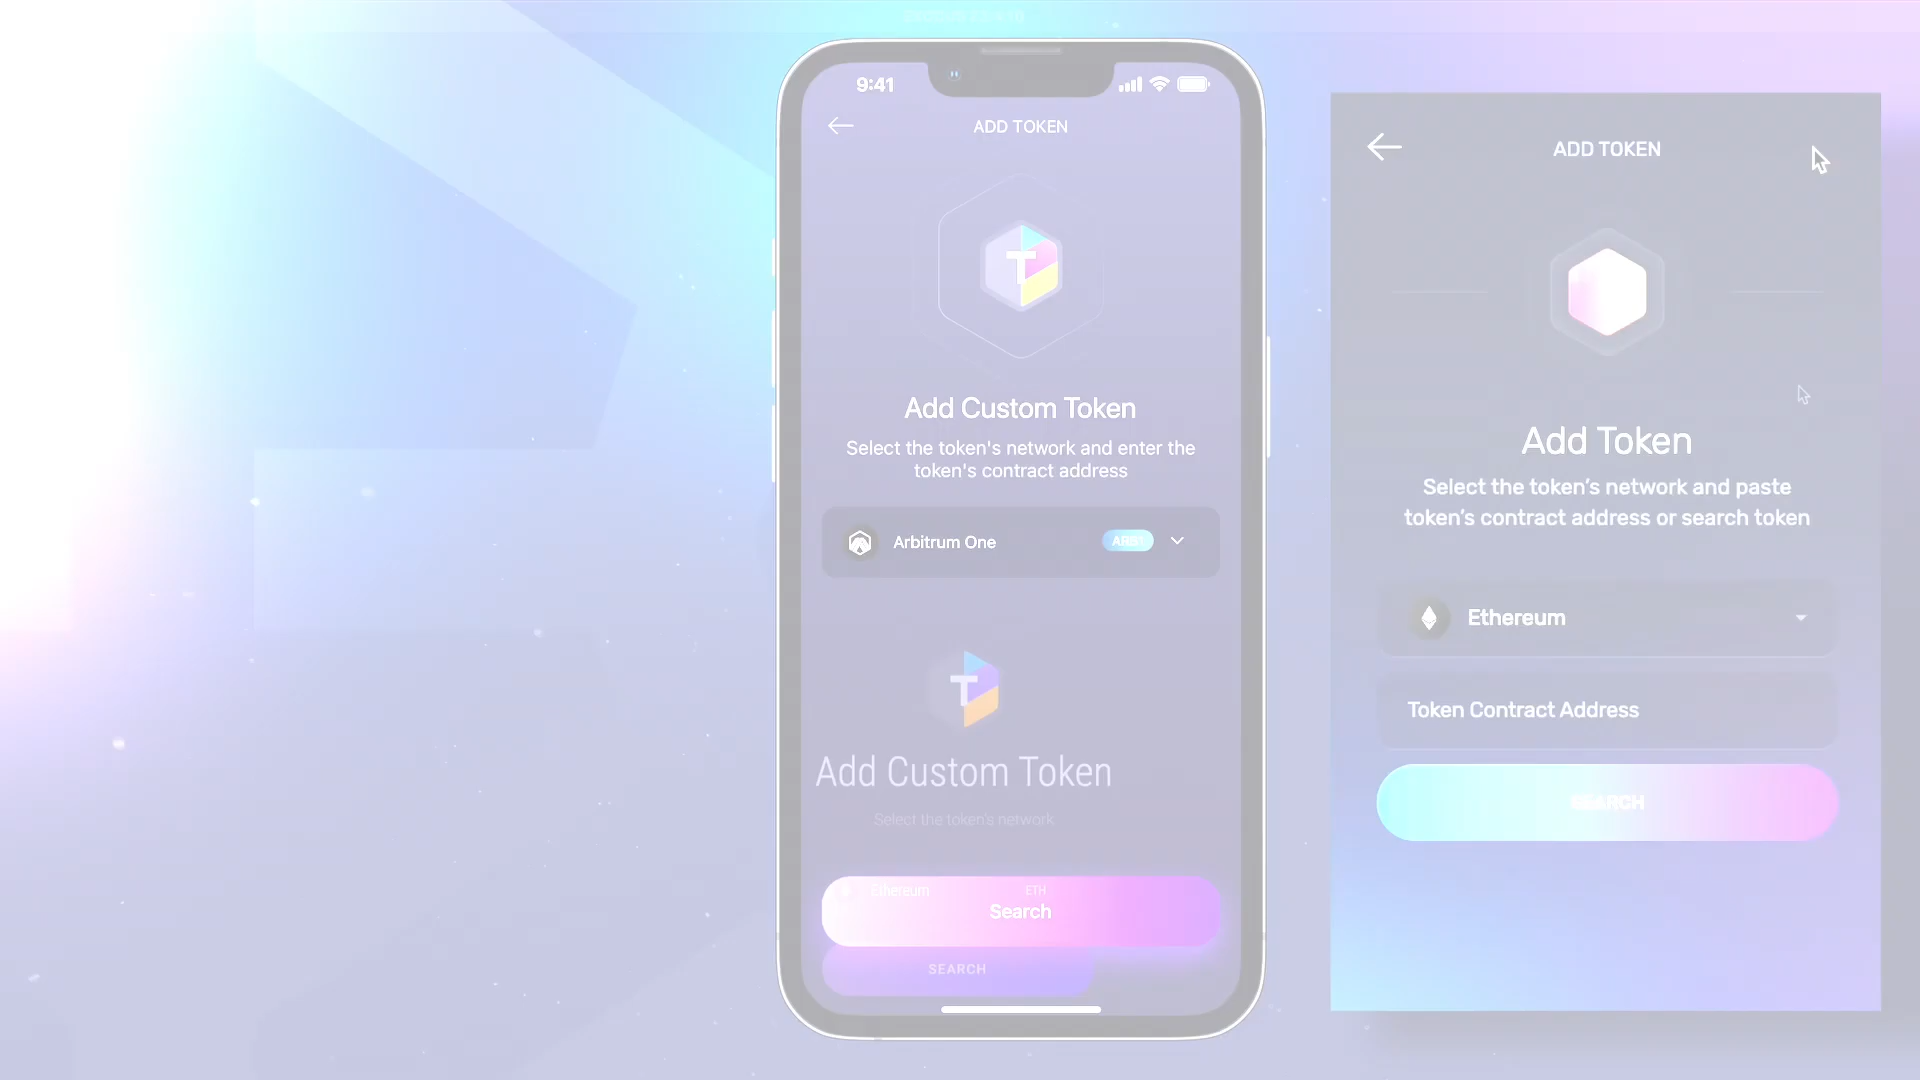 9:41
ADD TOKEN
T
Add Custom Token
Select the token's network and enter the
token's contract address
Arbitrum One
ARB1
T
Add Custom Token
Select the token's network
Ethereum
ETH
Search
SEARCH
ADD TOKEN
Add Token
Select the token’s network and paste
token’s contract address or search token
Ethereum
Token Contract Address
SEARCH